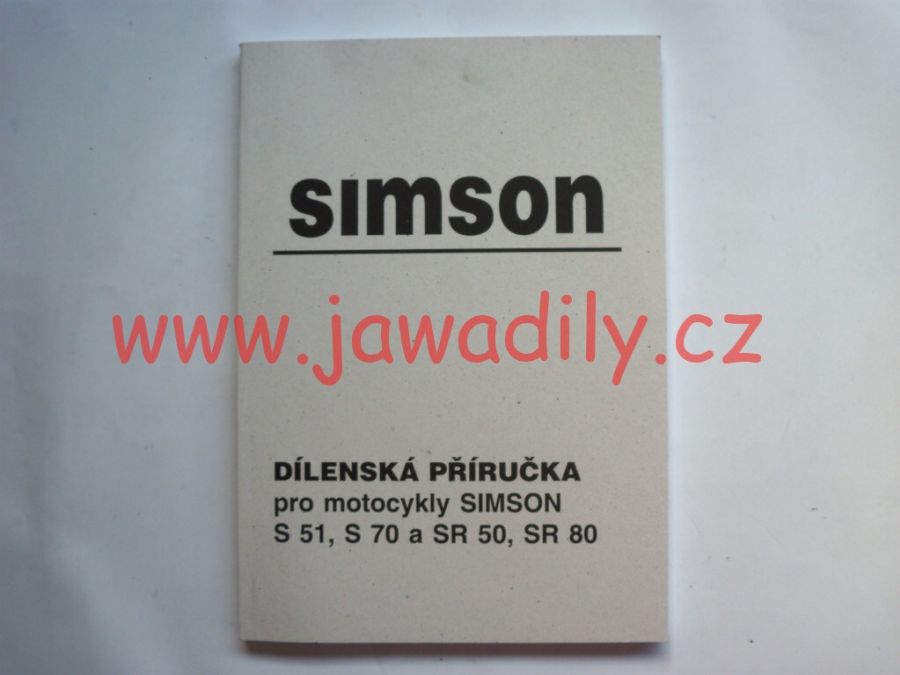 simson
www.jawadily.cz
DÍLENSKÁ PŘÍRUČKA
pro motocykly SIMSON
S 51, S 70 a SR 50, SR 80